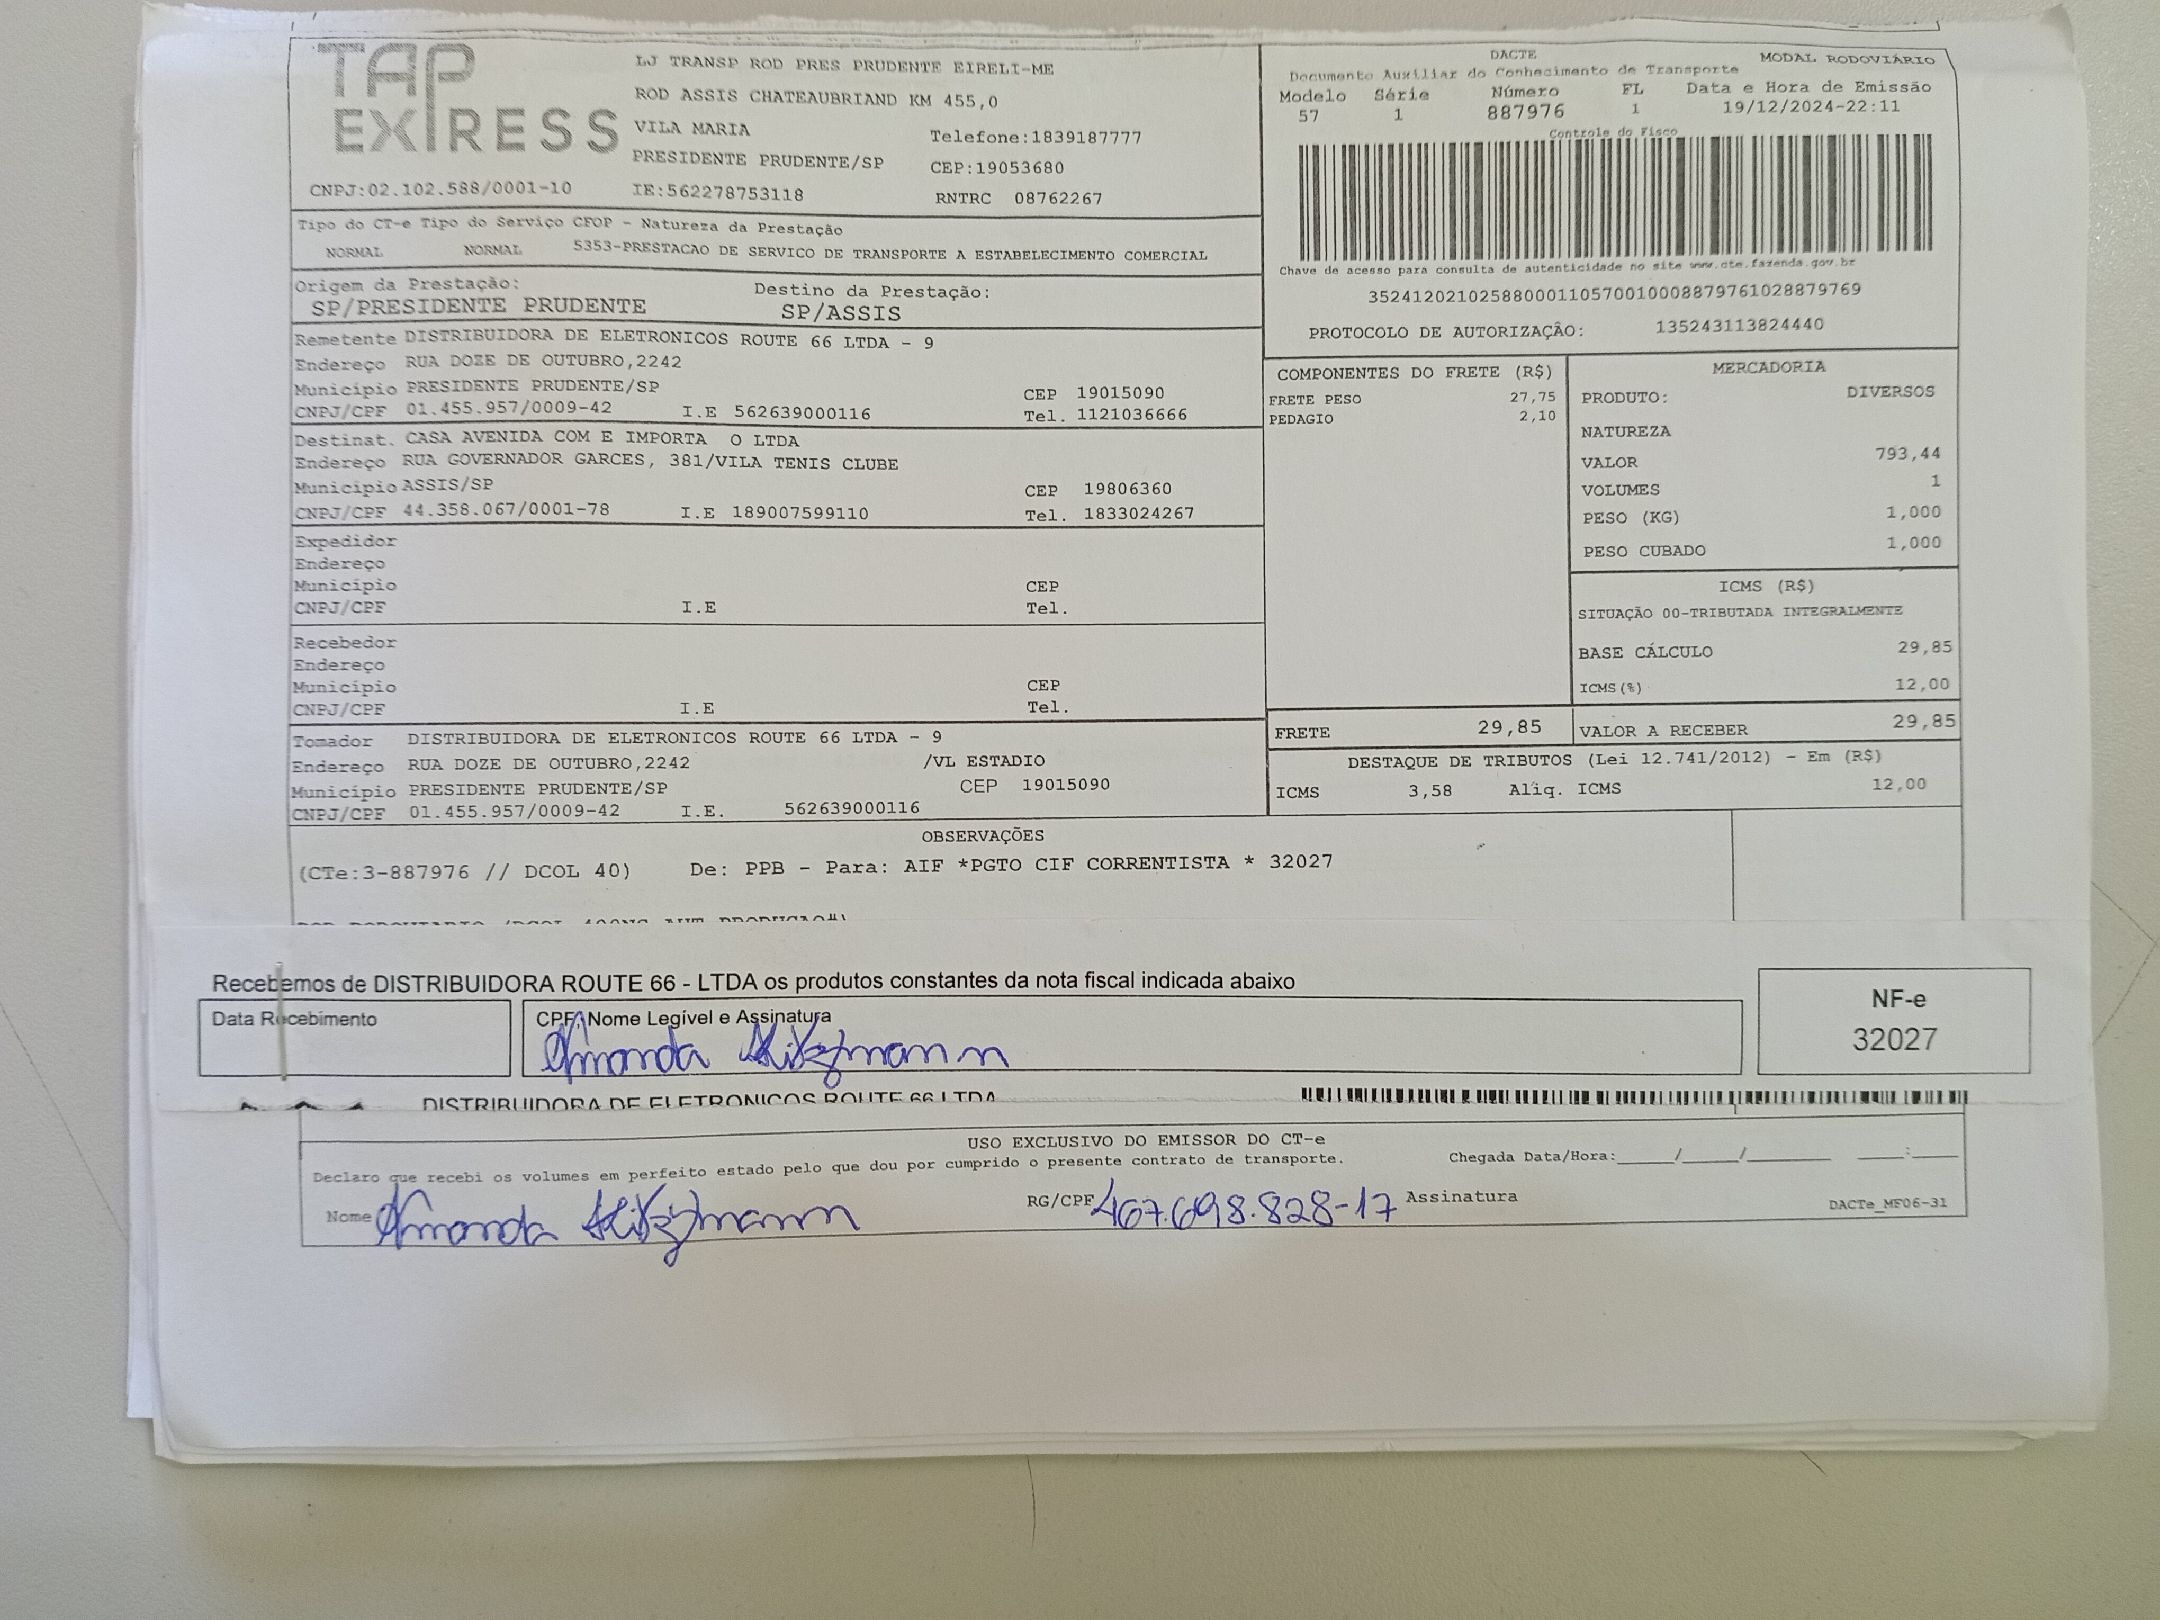 TAP
EXPRESS
LJ TRANSP ROD PRES PRUDENTE EIRELI-ME
ROD ASSIS CHATEAUBRIAND KM 455,0
VILA MARIA
Telefone:1839187777
PRESIDENTE PRUDENTE/SP
CEP:19053680
CNPJ:02.102.588/0001-10
IE:562278753118
RNTRC 08762267
DACTE
MODAL RODOVIÁRIO
Documento Auxiliar do Conhecimento de Transporte
Modelo Série Número FL Data e Hora de Emissão
57 1 887976 1 19/12/2024-22:11
Controle do Fisco
Chave de acesso para consulta de autenticidade no site www.cte.fazenda.gov.br
35241202102588000110570010008879761028879769
PROTOCOLO DE AUTORIZAÇÃO: 135243113824440
Tipo do CT-e Tipo do Serviço CFOP - Natureza da Prestação
NORMAL NORMAL 5353-PRESTACAO DE SERVICO DE TRANSPORTE A ESTABELECIMENTO COMERCIAL
Origem da Prestação: Destino da Prestação:
SP/PRESIDENTE PRUDENTE SP/ASSIS
Remetente DISTRIBUIDORA DE ELETRONICOS ROUTE 66 LTDA - 9
Endereço RUA DOZE DE OUTUBRO,2242
Município PRESIDENTE PRUDENTE/SP CEP 19015090
CNPJ/CPF 01.455.957/0009-42 I.E 562639000116 Tel. 1121036666
Destinat. CASA AVENIDA COM E IMPORTA O LTDA
Endereço RUA GOVERNADOR GARCES, 381/VILA TENIS CLUBE
Município ASSIS/SP CEP 19806360
CNPJ/CPF 44.358.067/0001-78 I.E 189007599110 Tel. 1833024267
Expedidor
Endereço
Município CEP
CNPJ/CPF I.E Tel.
Recebedor
Endereço
Município CEP
CNPJ/CPF I.E Tel.
Tomador DISTRIBUIDORA DE ELETRONICOS ROUTE 66 LTDA - 9
Endereço RUA DOZE DE OUTUBRO,2242 /VL ESTADIO
Município PRESIDENTE PRUDENTE/SP CEP 19015090
CNPJ/CPF 01.455.957/0009-42 I.E. 562639000116
COMPONENTES DO FRETE (R$)
FRETE PESO 27,75
PEDAGIO 2,10
MERCADORIA
PRODUTO: DIVERSOS
NATUREZA
VALOR 793,44
VOLUMES 1
PESO (KG) 1,000
PESO CUBADO 1,000
ICMS (R$)
SITUAÇÃO 00-TRIBUTADA INTEGRALMENTE
BASE CÁLCULO 29,85
ICMS(%) 12,00
FRETE 29,85 VALOR A RECEBER 29,85
DESTAQUE DE TRIBUTOS (Lei 12.741/2012) - Em (R$)
ICMS 3,58 Aliq. ICMS 12,00
OBSERVAÇÕES
(CTe:3-887976 // DCOL 40) De: PPB - Para: AIF *PGTO CIF CORRENTISTA * 32027
Recebemos de DISTRIBUIDORA ROUTE 66 - LTDA os produtos constantes da nota fiscal indicada abaixo
Data Recebimento
CPF, Nome Legível e Assinatura
Amanda
NF-e
32027
DISTRIBUIDORA DE ELETRONICOS ROUTE 66 LTDA
USO EXCLUSIVO DO EMISSOR DO CT-e
Declaro que recebi os volumes em perfeito estado pelo que dou por cumprido o presente contrato de transporte.
Chegada Data/Hora:_____/_____/_______ ____:____
Nome Amanda RG/CPF 467.698.828-17 Assinatura
DACTe_MF06-31